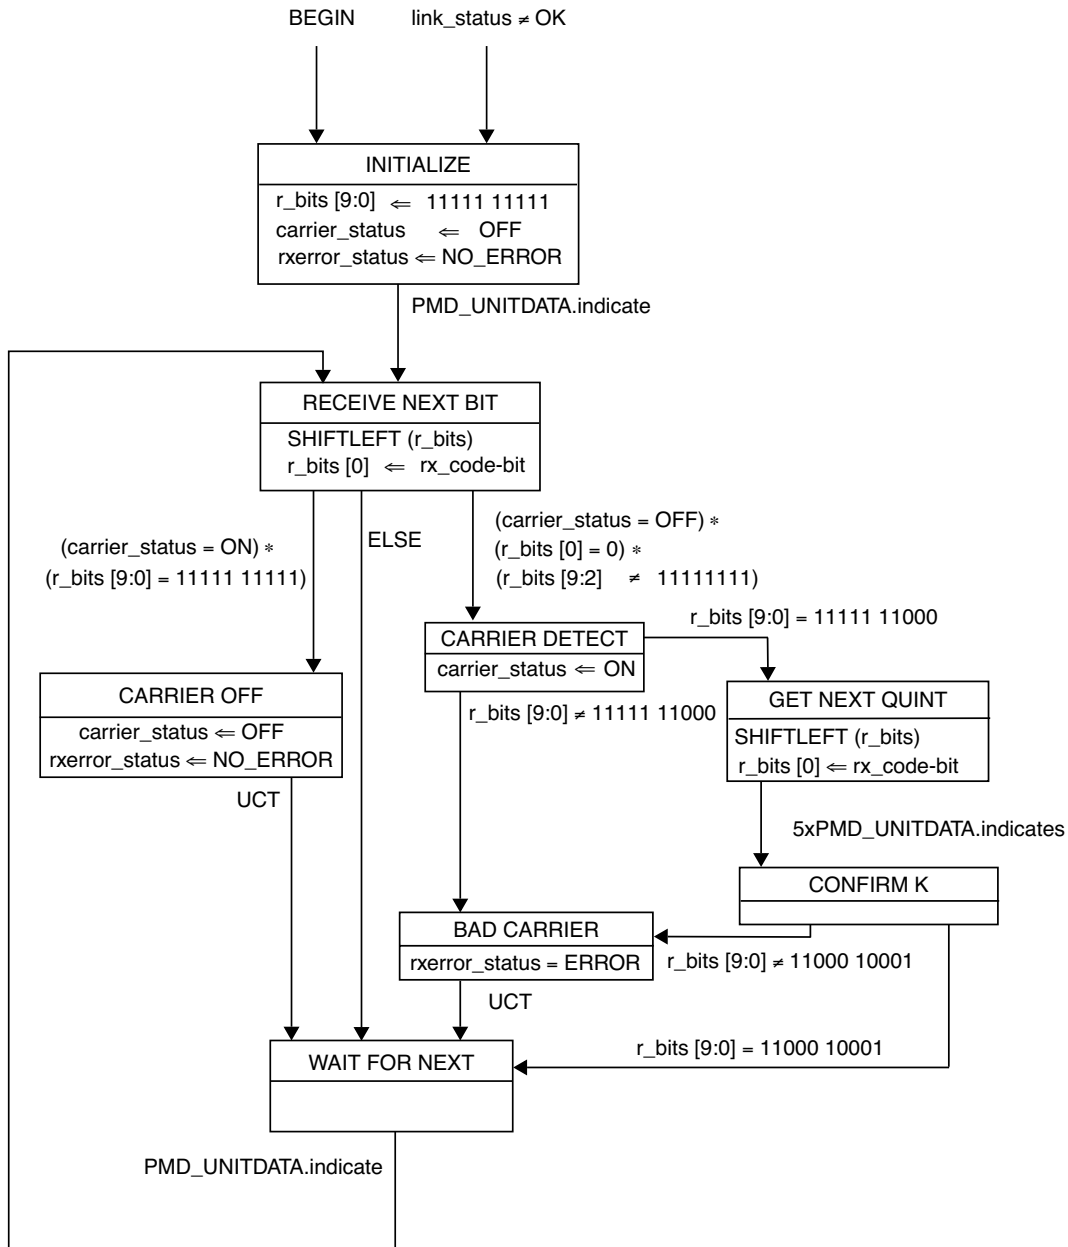 BEGIN
link_status ≠ OK
INITIALIZE
r_bits [9:0] ⇐ 11111 11111
carrier_status ⇐ OFF
rxerror_status ⇐ NO_ERROR
PMD_UNITDATA.indicate
RECEIVE NEXT BIT
SHIFTLEFT (r_bits)
r_bits [0] ⇐ rx_code-bit
(carrier_status = ON) *
(r_bits [9:0] = 11111 11111)
ELSE
(carrier_status = OFF) *
(r_bits [0] = 0) *
(r_bits [9:2] ≠ 11111111)
CARRIER DETECT
carrier_status ⇐ ON
r_bits [9:0] = 11111 11000
CARRIER OFF
carrier_status ⇐ OFF
rxerror_status ⇐ NO_ERROR
UCT
r_bits [9:0] ≠ 11111 11000
GET NEXT QUINT
SHIFTLEFT (r_bits)
r_bits [0] ⇐ rx_code-bit
5xPMD_UNITDATA.indicates
CONFIRM K
BAD CARRIER
rxerror_status = ERROR
r_bits [9:0] ≠ 11000 10001
UCT
r_bits [9:0] = 11000 10001
WAIT FOR NEXT
PMD_UNITDATA.indicate